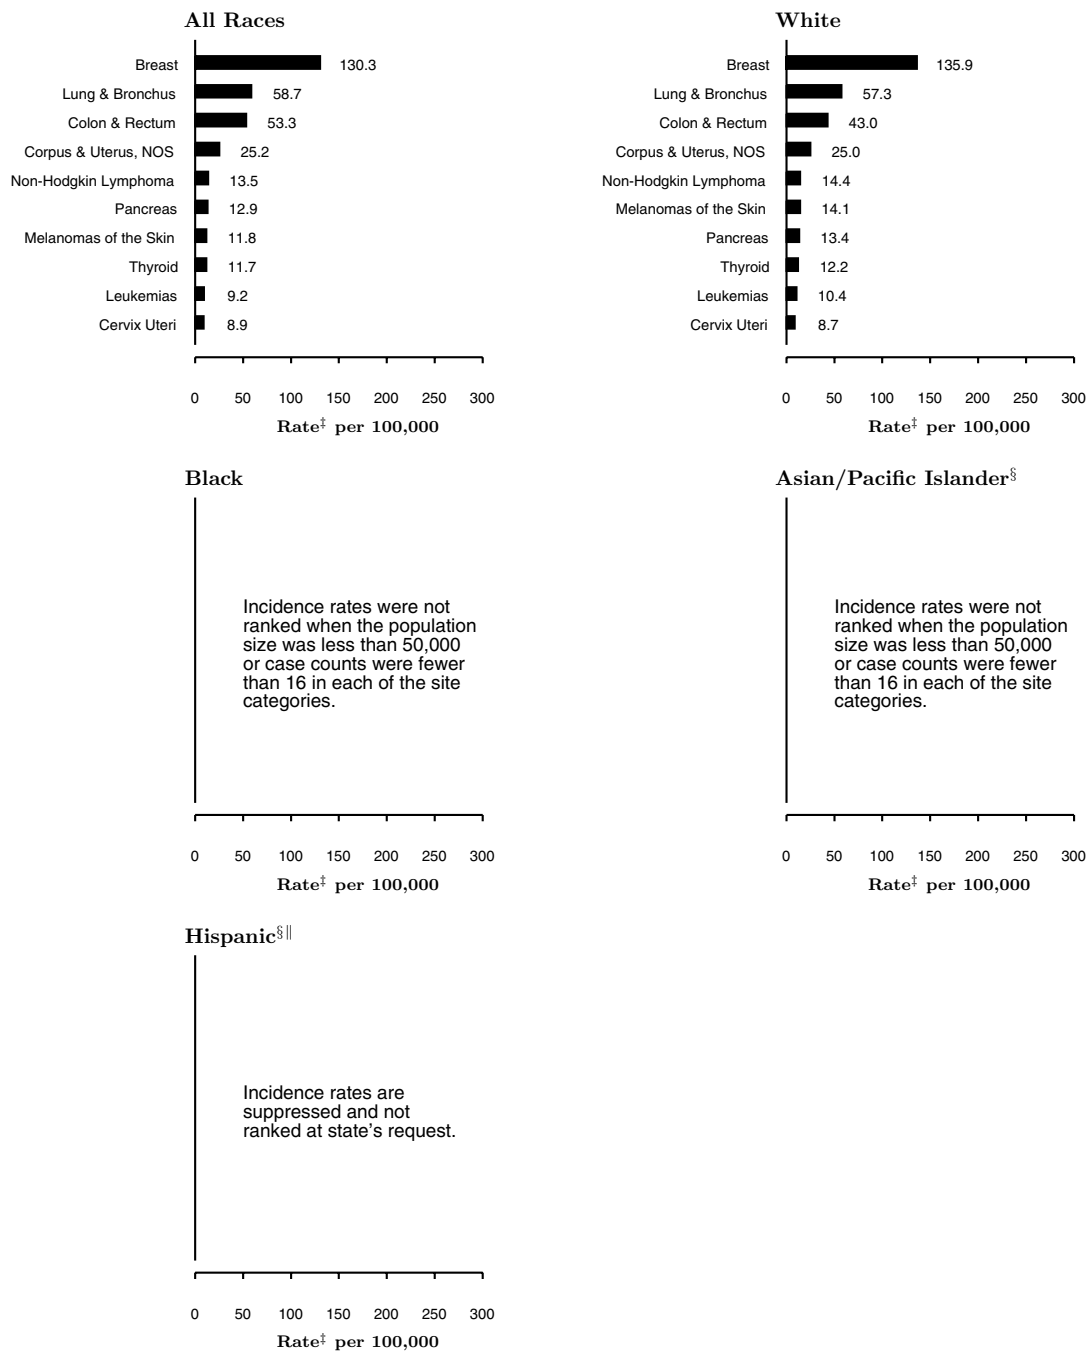 All Races
Breast 130.3
Lung & Bronchus 58.7
Colon & Rectum 53.3
Corpus & Uterus, NOS 25.2
Non-Hodgkin Lymphoma 13.5
Pancreas 12.9
Melanomas of the Skin 11.8
Thyroid 11.7
Leukemias 9.2
Cervix Uteri 8.9
0 50 100 150 200 250 300
Rate‡ per 100,000
White
Breast 135.9
Lung & Bronchus 57.3
Colon & Rectum 43.0
Corpus & Uterus, NOS 25.0
Non-Hodgkin Lymphoma 14.4
Melanomas of the Skin 14.1
Pancreas 13.4
Thyroid 12.2
Leukemias 10.4
Cervix Uteri 8.7
0 50 100 150 200 250 300
Rate‡ per 100,000
Black
Incidence rates were not
ranked when the population
size was less than 50,000
or case counts were fewer
than 16 in each of the site
categories.
0 50 100 150 200 250 300
Rate‡ per 100,000
Asian/Pacific Islander§
Incidence rates were not
ranked when the population
size was less than 50,000
or case counts were fewer
than 16 in each of the site
categories.
0 50 100 150 200 250 300
Rate‡ per 100,000
Hispanic§‖
Incidence rates are
suppressed and not
ranked at state's request.
0 50 100 150 200 250 300
Rate‡ per 100,000